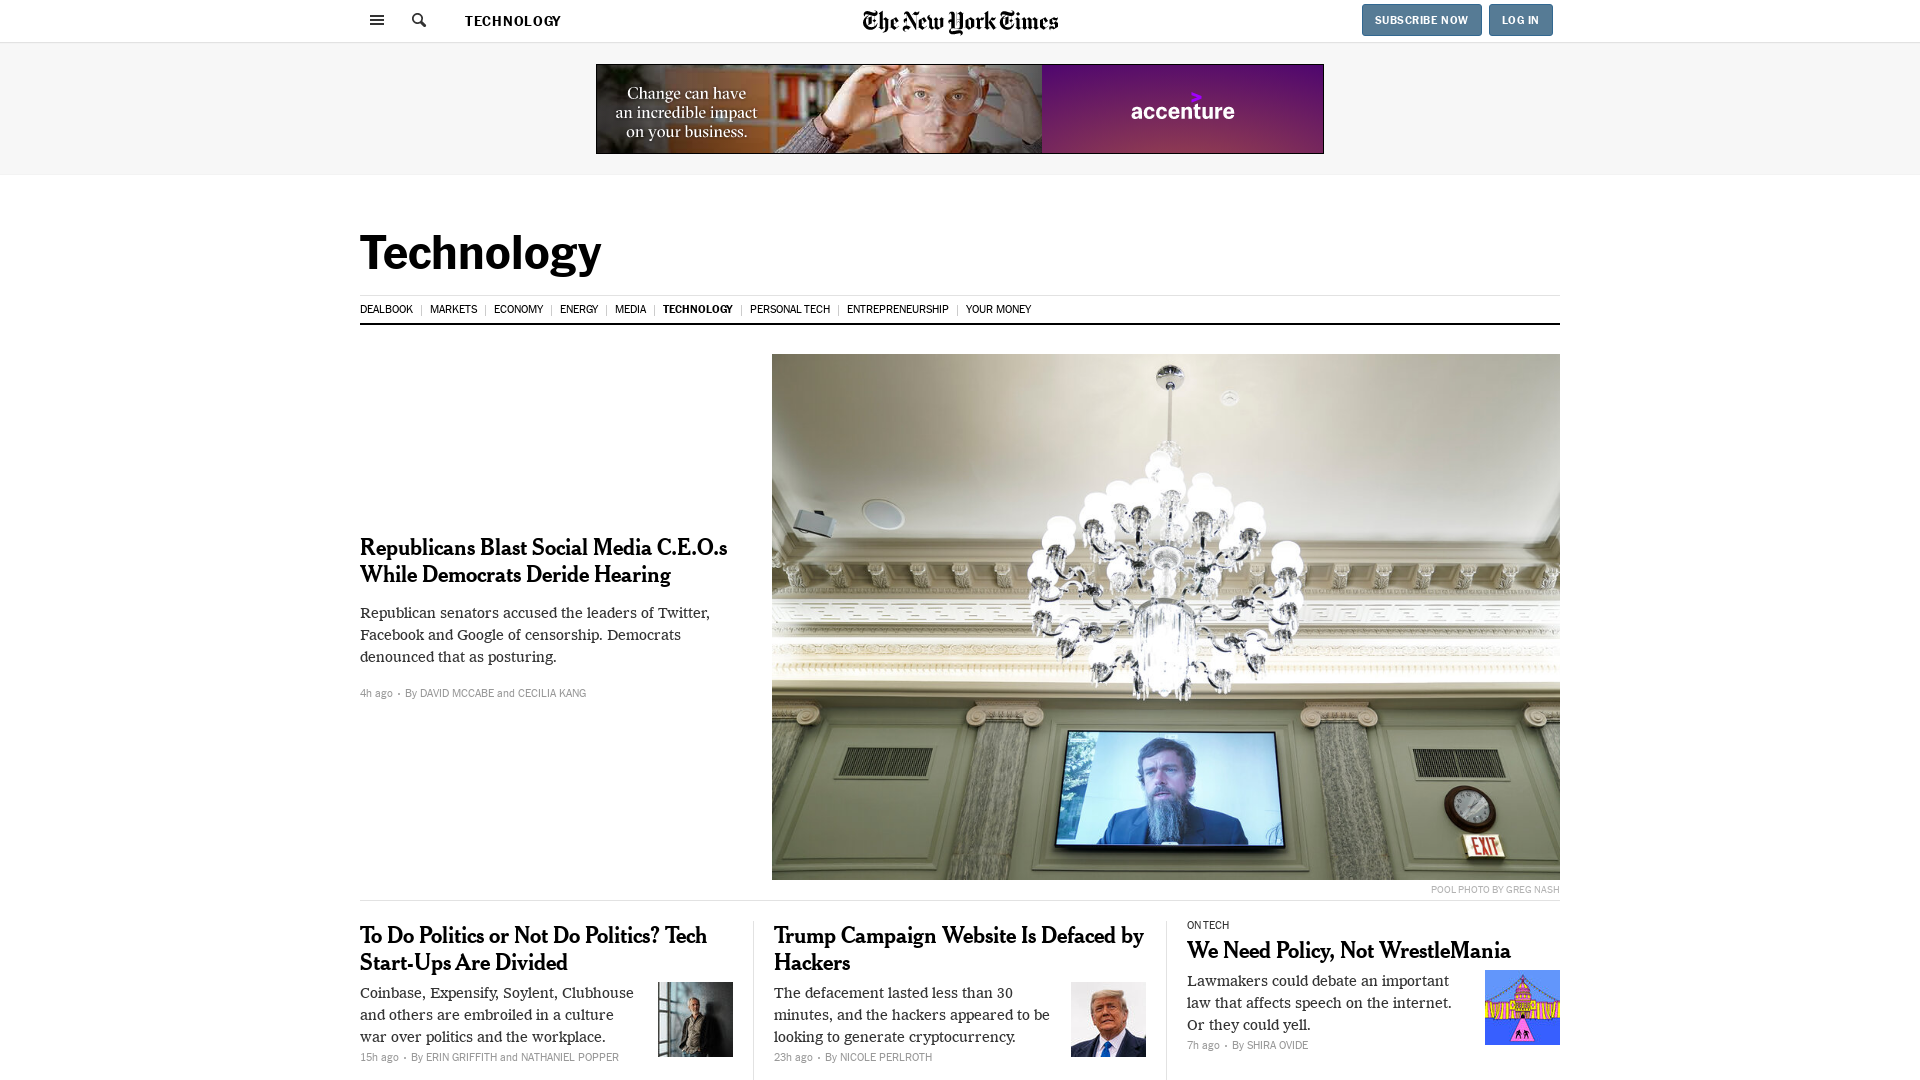 TECHNOLOGY
The New York Times
SUBSCRIBE NOW
LOG IN
Change can have
an incredible impact
on your business.
>
accenture
Technology
DEALBOOK | MARKETS | ECONOMY | ENERGY | MEDIA | TECHNOLOGY | PERSONAL TECH | ENTREPRENEURSHIP | YOUR MONEY
Republicans Blast Social Media C.E.O.s
While Democrats Deride Hearing
Republican senators accused the leaders of Twitter,
Facebook and Google of censorship. Democrats
denounced that as posturing.
4h ago • By DAVID MCCABE and CECILIA KANG
EXIT
POOL PHOTO BY GREG NASH
To Do Politics or Not Do Politics? Tech
Start-Ups Are Divided
Coinbase, Expensify, Soylent, Clubhouse
and others are embroiled in a culture
war over politics and the workplace.
15h ago • By ERIN GRIFFITH and NATHANIEL POPPER
Trump Campaign Website Is Defaced by
Hackers
The defacement lasted less than 30
minutes, and the hackers appeared to be
looking to generate cryptocurrency.
23h ago • By NICOLE PERLROTH
ON TECH
We Need Policy, Not WrestleMania
Lawmakers could debate an important
law that affects speech on the internet.
Or they could yell.
7h ago • By SHIRA OVIDE